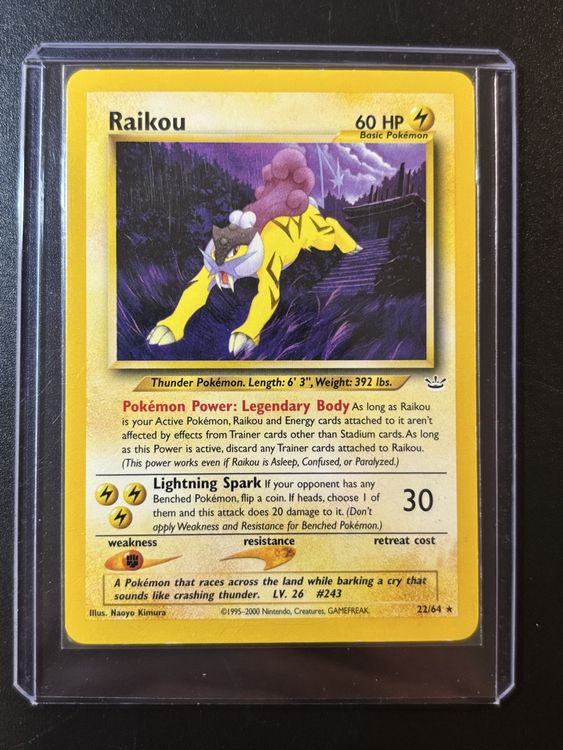 Raikou
60 HP
Basic Pokémon
Thunder Pokémon. Length: 6' 3", Weight: 392 lbs.
Pokémon Power: Legendary Body As long as Raikou
is your Active Pokémon, Raikou and Energy cards attached to it aren't
affected by effects from Trainer cards other than Stadium cards. As long
as this Power is active, discard any Trainer cards attached to Raikou.
(This power works even if Raikou is Asleep, Confused, or Paralyzed.)
Lightning Spark If your opponent has any
Benched Pokémon, flip a coin. If heads, choose 1 of
them and this attack does 20 damage to it. (Don't
apply Weakness and Resistance for Benched Pokémon.)
30
weakness resistance retreat cost
A Pokémon that races across the land while barking a cry that
sounds like crashing thunder. LV. 26 #243
Illus. Naoyo Kimura ©1995-2000 Nintendo, Creatures, GAMEFREAK. 22/64 ★